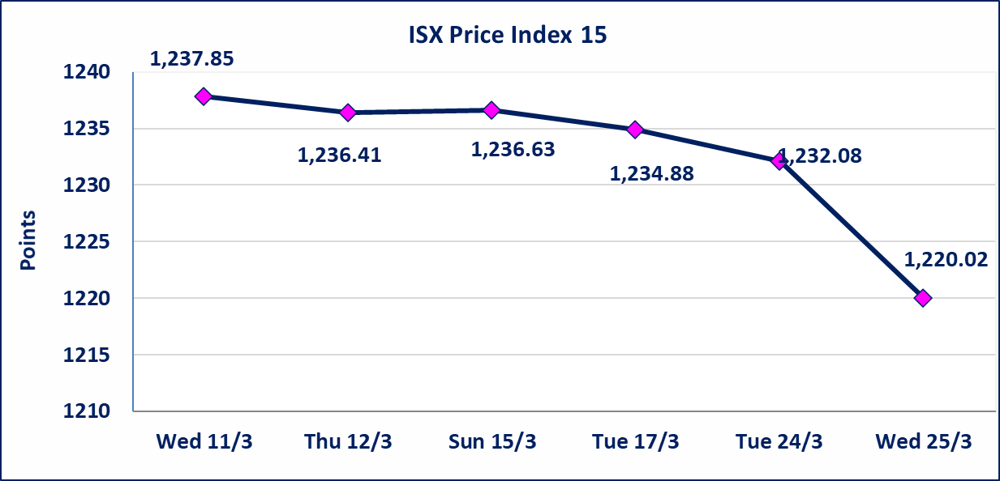 ISX Price Index 15
1,237.85
1240
1235
1,236.41
1,236.63
1,234.88
1,232.08
1230
1225
1,220.02
1220
1215
1210
Points
Wed 11/3
Thu 12/3
Sun 15/3
Tue 17/3
Tue 24/3
Wed 25/3